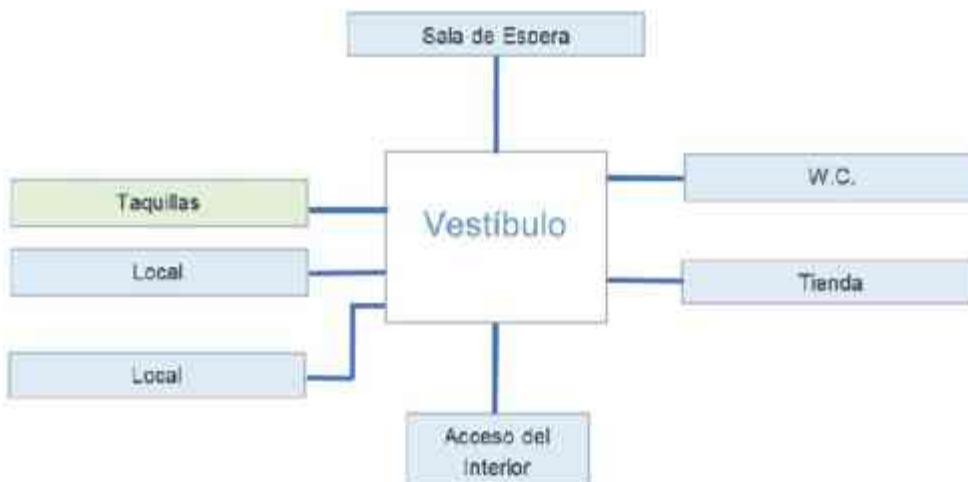 Sala de Espera
Taquillas
W.C.
Vestíbulo
Local
Tienda
Local
Acceso del
Interior